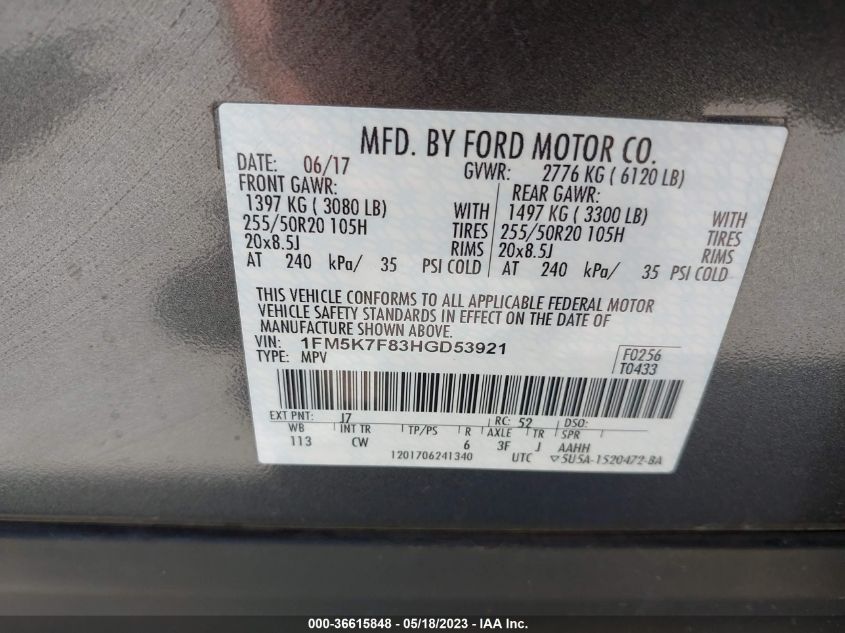 MFD. BY FORD MOTOR CO.
DATE: 06/17 GVWR: 2776 KG ( 6120 LB)
FRONT GAWR: REAR GAWR:
1397 KG ( 3080 LB) WITH 1497 KG ( 3300 LB) WITH
255/50R20 105H TIRES 255/50R20 105H TIRES
20x8.5J RIMS 20x8.5J RIMS
AT 240 kPa/ 35 PSI COLD AT 240 kPa/ 35 PSI COLD
THIS VEHICLE CONFORMS TO ALL APPLICABLE FEDERAL MOTOR
VEHICLE SAFETY STANDARDS IN EFFECT ON THE DATE OF
MANUFACTURE SHOWN ABOVE.
VIN: 1FM5K7F83HGD53921
TYPE: MPV
F0256
T0433
EXT PNT: J7 RC: 52 DSO:
WB INT TR TP/PS R AXLE TR SPR
113 CW 6 3F J AAHH
1201706241340 UTC ▽5U5A-1520472-BA
000-36615848 - 05/18/2023 - IAA Inc.